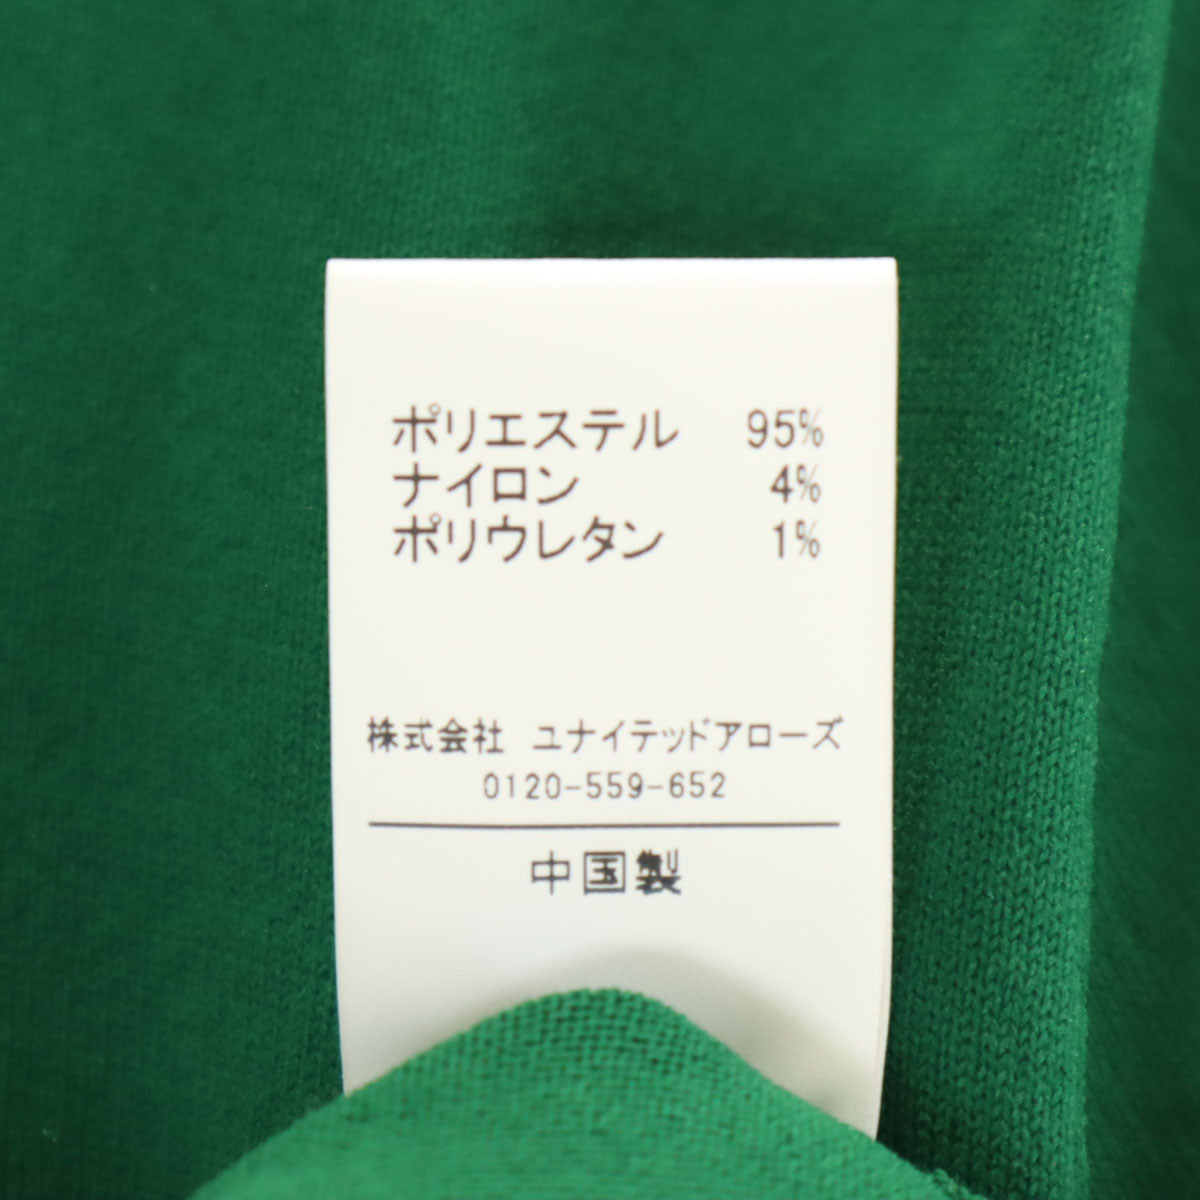 ポリエステル 95%
ナイロン 4%
ポリウレタン 1%
株式会社 ユナイテッドアローズ
0120-559-652
中国製